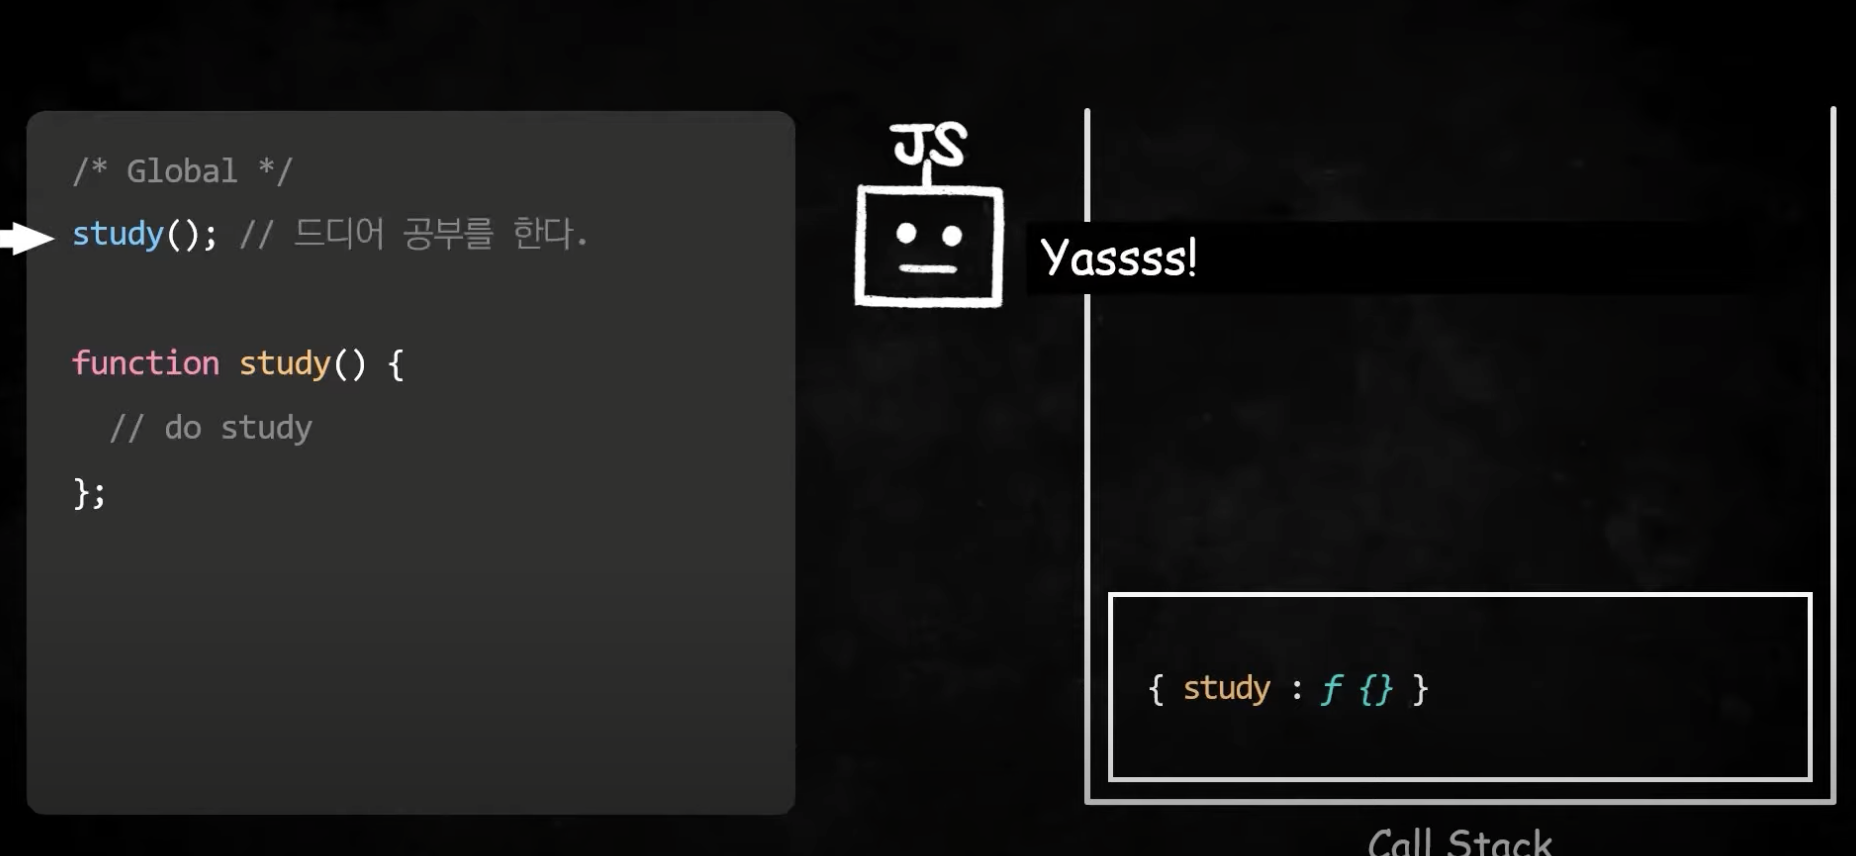 /* Global */
study(); // 드디어 공부를 한다.
function study() {
// do study
};
JS
Yassss!
{ study : ƒ {} }
Call Stack